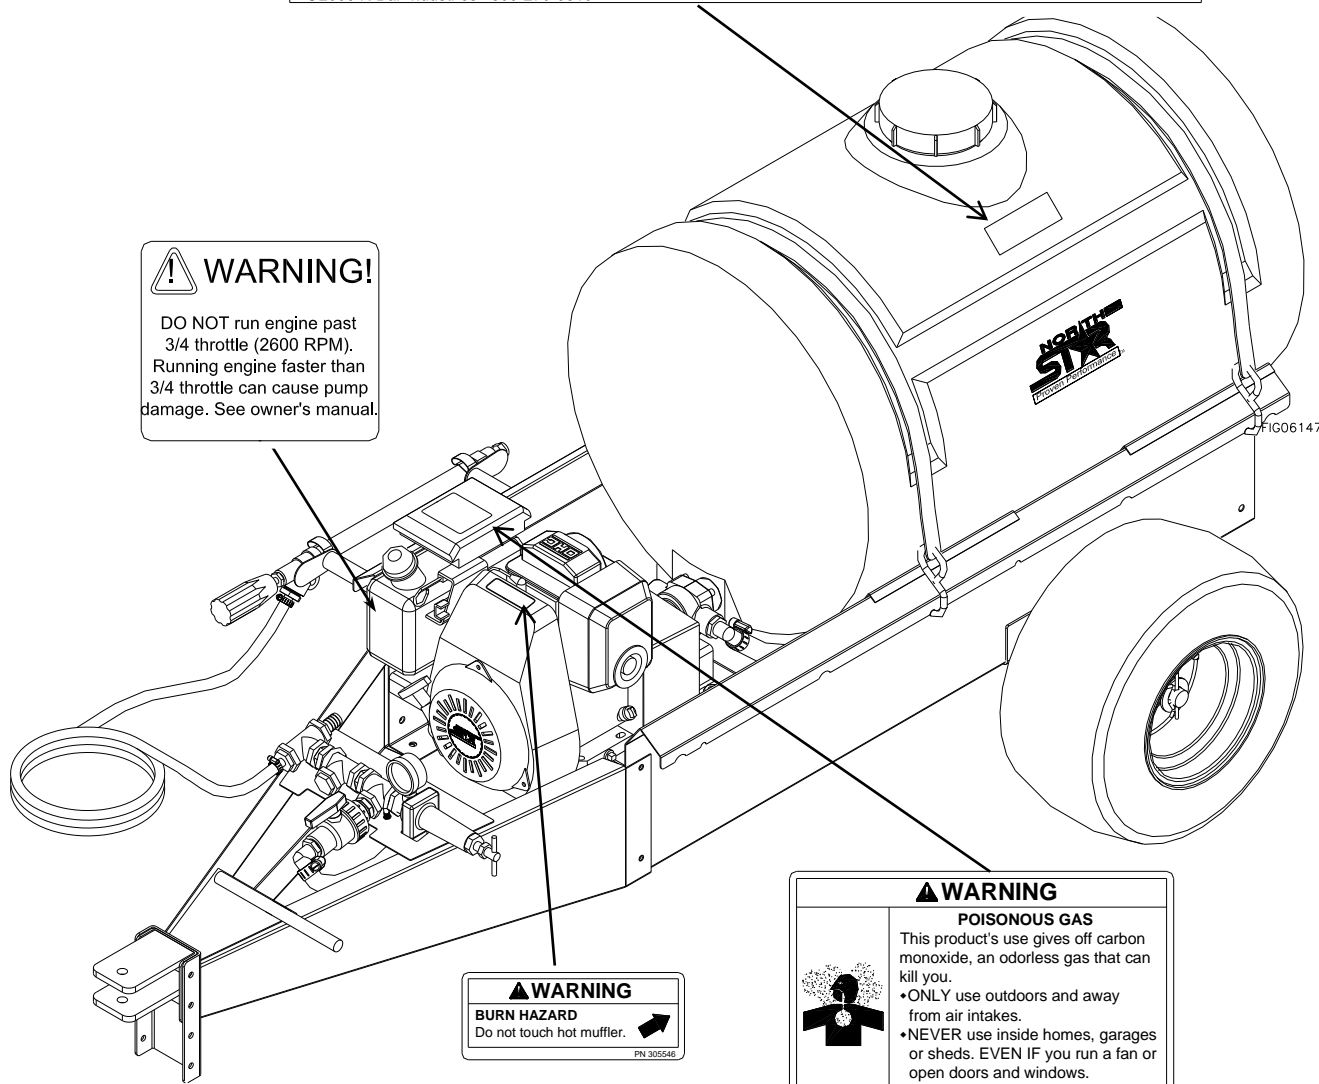 WARNING!
DO NOT run engine past
3/4 throttle (2600 RPM).
Running engine faster than
3/4 throttle can cause pump
damage. See owner's manual.
NORTH
STAR
Proven Performance
FIG06147
OHC
WARNING
BURN HAZARD
Do not touch hot muffler.
PN 305546
WARNING
POISONOUS GAS
This product's use gives off carbon
monoxide, an odorless gas that can
kill you.
◆ONLY use outdoors and away
from air intakes.
◆NEVER use inside homes, garages
or sheds. EVEN IF you run a fan or
open doors and windows.